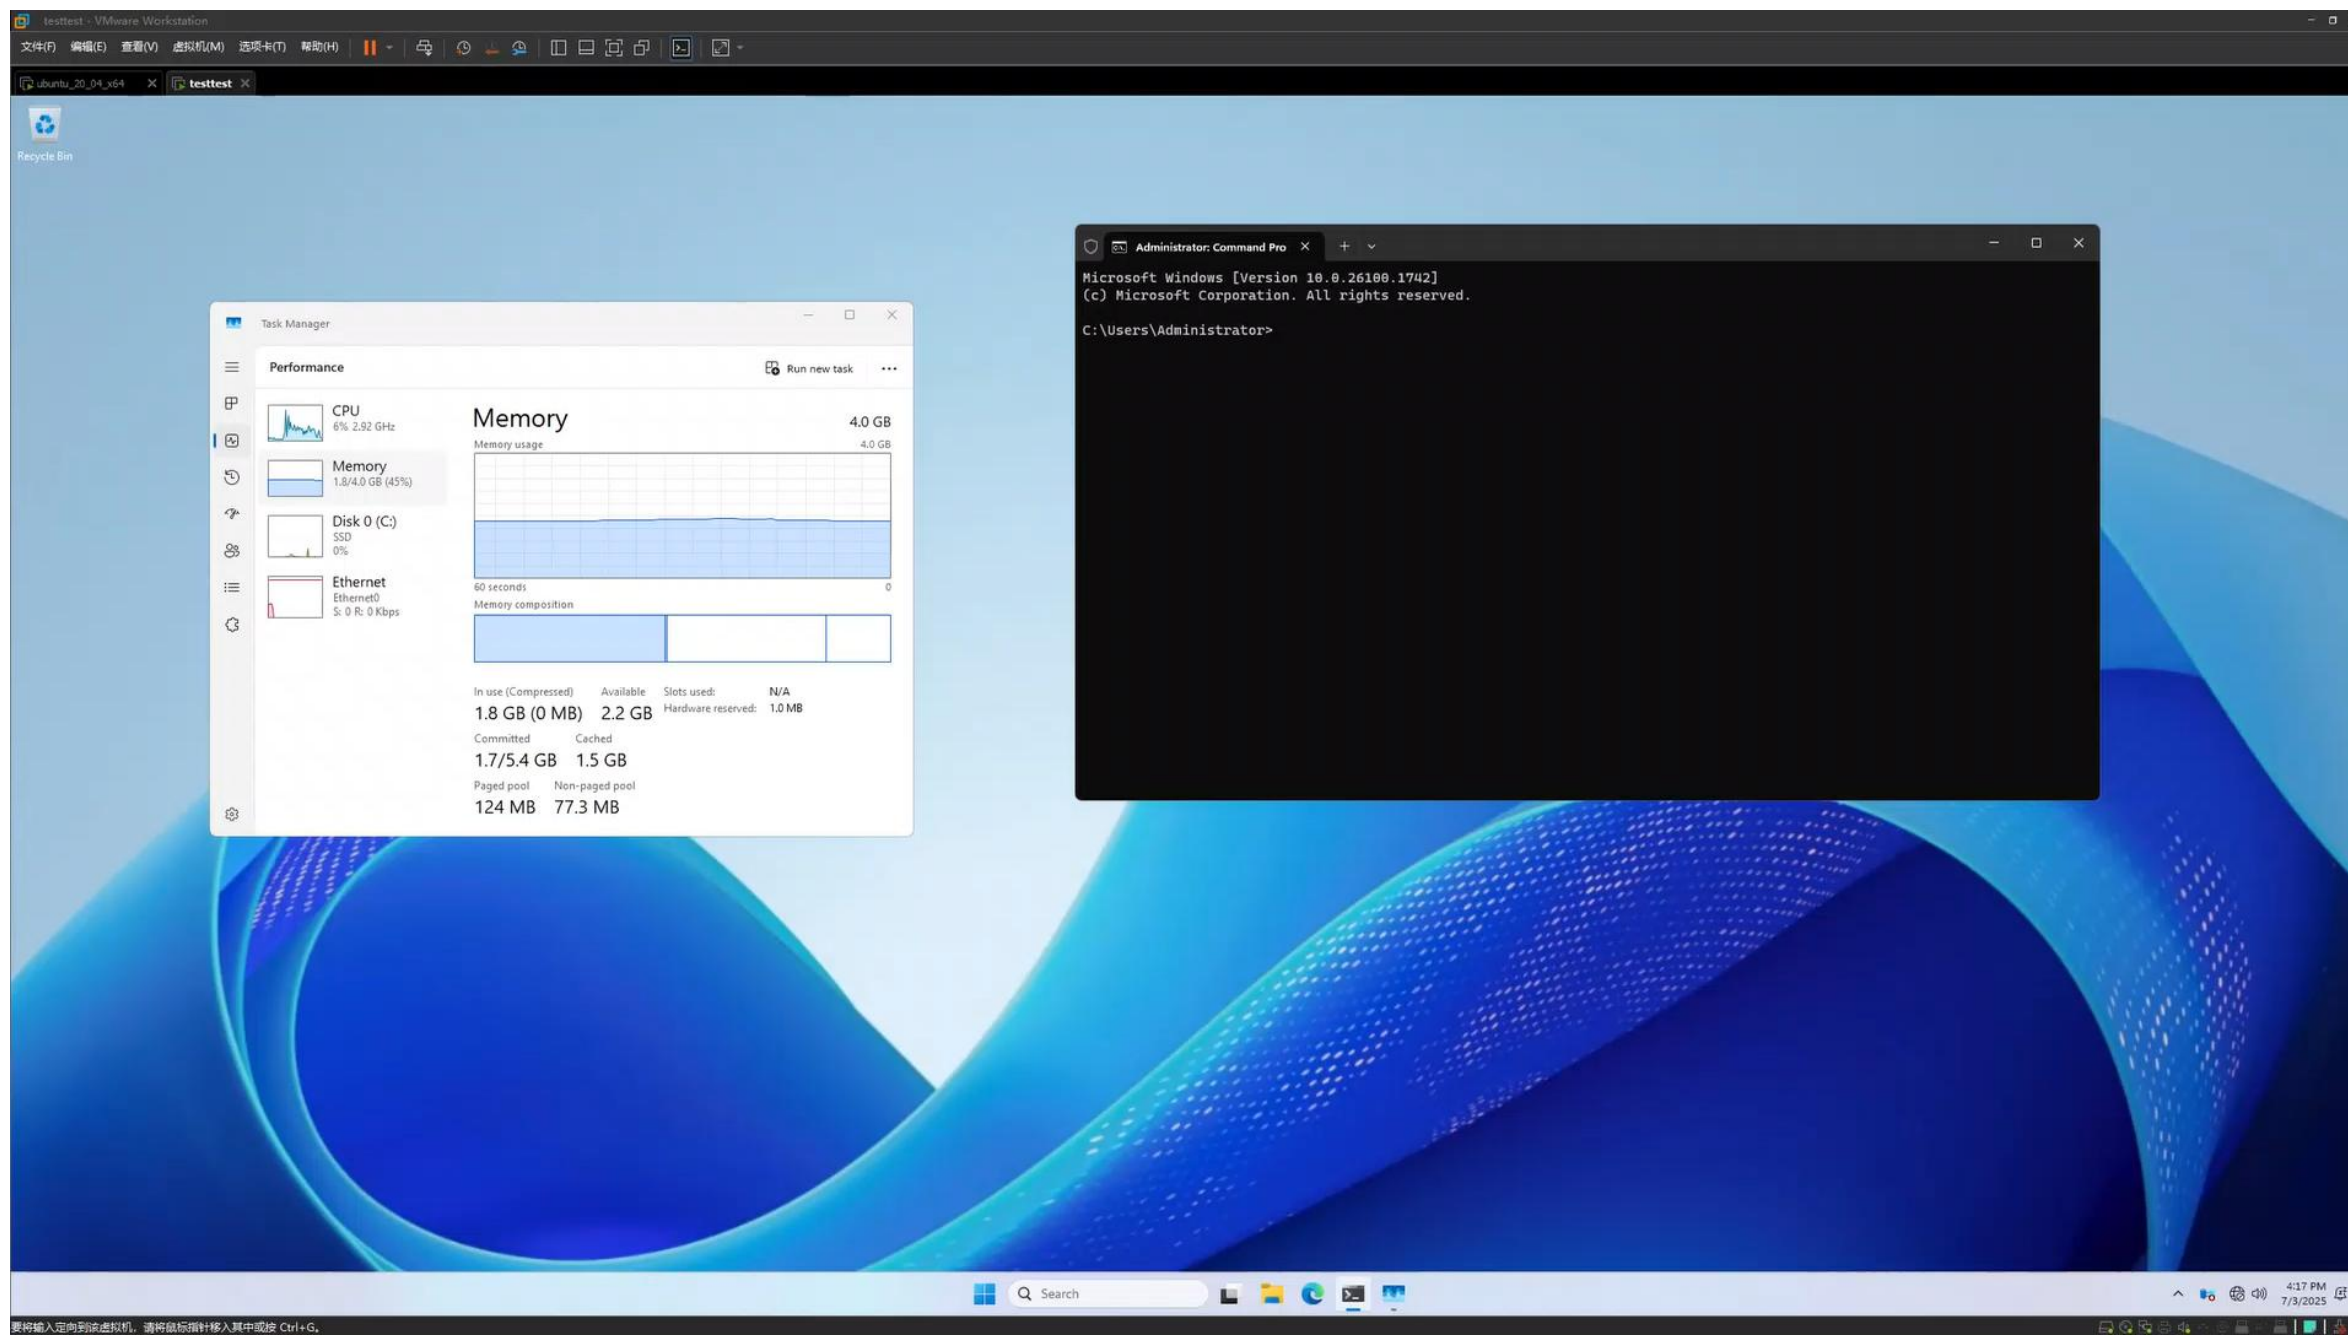 testtest - VMware Workstation
文件(F) 编辑(E) 查看(V) 虚拟机(M) 选项卡(T) 帮助(H)
ubuntu_20_04_x64
testtest
Recycle Bin
Task Manager
Performance
Run new task
CPU
6% 2.92 GHz
Memory
1.8/4.0 GB (45%)
Disk 0 (C:)
SSD
0%
Ethernet
Ethernet0
S: 0 R: 0 Kbps
Memory 4.0 GB
Memory usage 4.0 GB
60 seconds 0
Memory composition
In use (Compressed) Available Slots used: N/A
1.8 GB (0 MB) 2.2 GB Hardware reserved: 1.0 MB
Committed Cached
1.7/5.4 GB 1.5 GB
Paged pool Non-paged pool
124 MB 77.3 MB
Administrator: Command Pro
Microsoft Windows [Version 10.0.26100.1742]
(c) Microsoft Corporation. All rights reserved.
C:\Users\Administrator>
Search
4:17 PM
7/3/2025
要将输入定向到该虚拟机，请将鼠标指针移入其中或按 Ctrl+G。